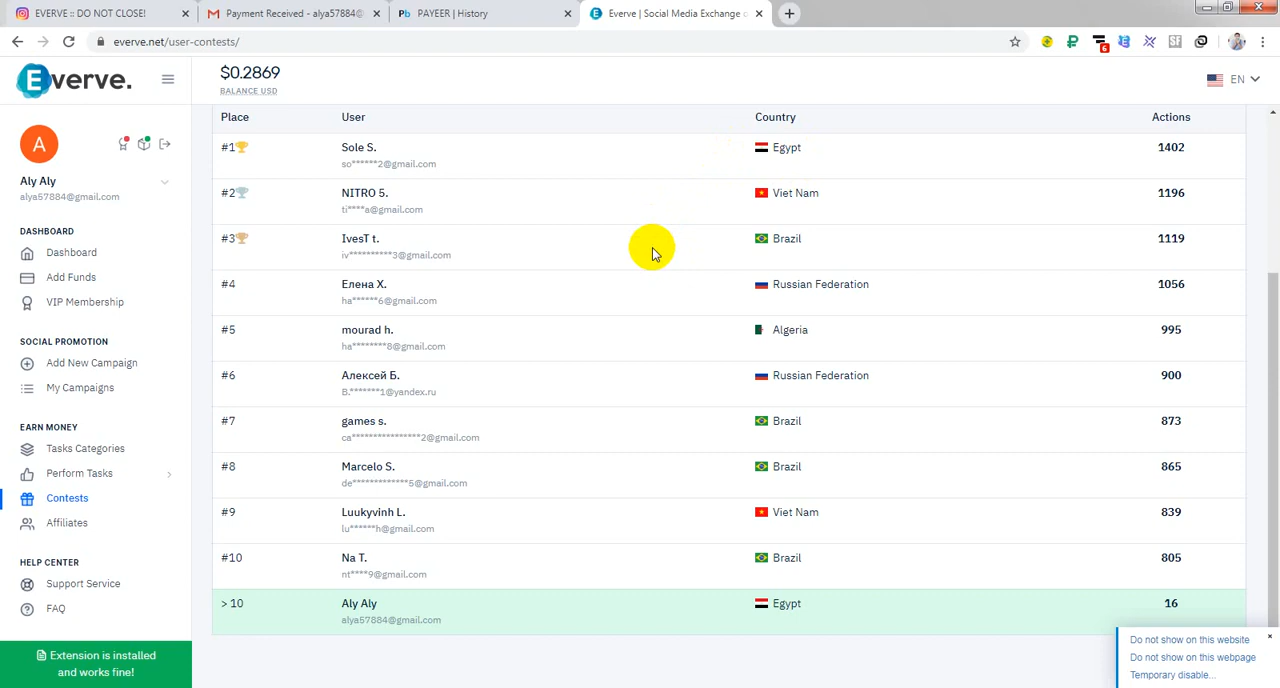 EVERVE :: DO NOT CLOSE!
Payment Received - alya57884@
PAYEER | History
Everve | Social Media Exchange o
everve.net/user-contests/
6
SF
Everve.
$0.2869
BALANCE USD
EN
A
Aly Aly
alya57884@gmail.com
DASHBOARD
Dashboard
Add Funds
VIP Membership
SOCIAL PROMOTION
Add New Campaign
My Campaigns
EARN MONEY
Tasks Categories
Perform Tasks
Contests
Affiliates
HELP CENTER
Support Service
FAQ
Extension is installed
and works fine!
Place User Country Actions
#1 Sole S. Egypt 1402
so******2@gmail.com
#2 NITRO 5. Viet Nam 1196
ti****a@gmail.com
#3 IvesT t. Brazil 1119
iv**********3@gmail.com
#4 Елена Х. Russian Federation 1056
ha******6@gmail.com
#5 mourad h. Algeria 995
ha********8@gmail.com
#6 Алексей Б. Russian Federation 900
B.*******1@yandex.ru
#7 games s. Brazil 873
ca****************2@gmail.com
#8 Marcelo S. Brazil 865
de*************5@gmail.com
#9 Luukyvinh L. Viet Nam 839
lu******h@gmail.com
#10 Na T. Brazil 805
nt****9@gmail.com
> 10 Aly Aly Egypt 16
alya57884@gmail.com
Do not show on this website
Do not show on this webpage
Temporary disable...